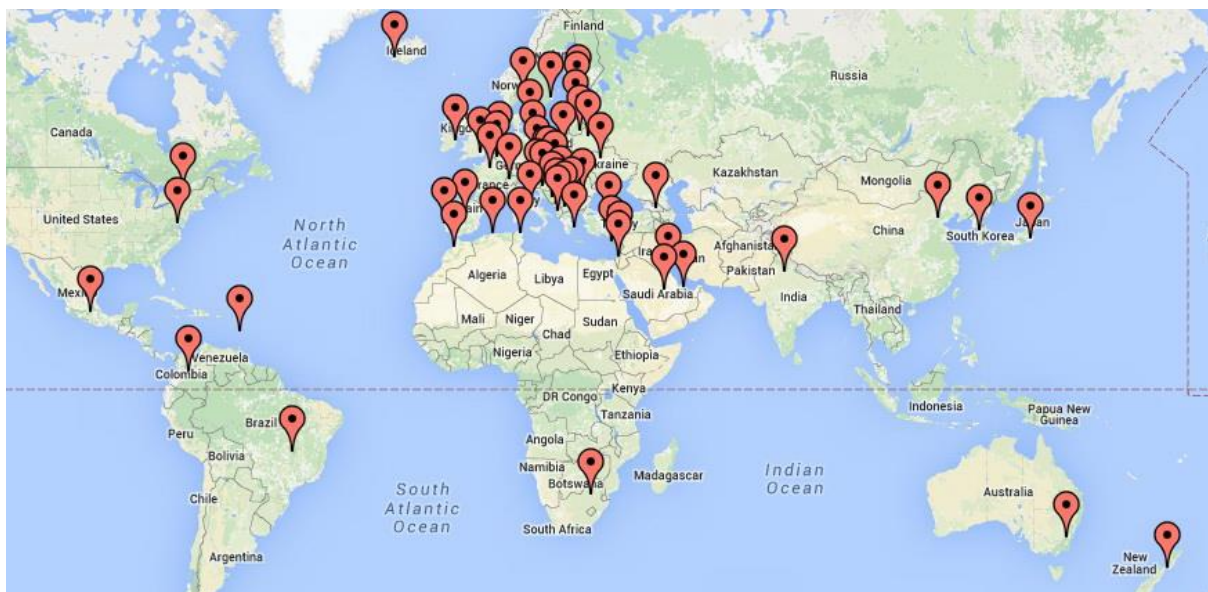 Finland
Iceland
Russia
Canada
Kazakhstan
Mongolia
United States
North
Atlantic
Ocean
China
South Korea
Afghanistan
Pakistan
Algeria
Libya
Egypt
Saudi Arabia
India
Thailand
Mali
Niger
Chad
Sudan
Nigeria
Ethiopia
Venezuela
Colombia
Kenya
DR Congo
Tanzania
Indonesia
Papua New
Guinea
Brazil
Peru
Bolivia
Angola
Namibia
Botswana
Madagascar
Indian
Ocean
Australia
Chile
South
Atlantic
Ocean
South Africa
Argentina
New
Zealand